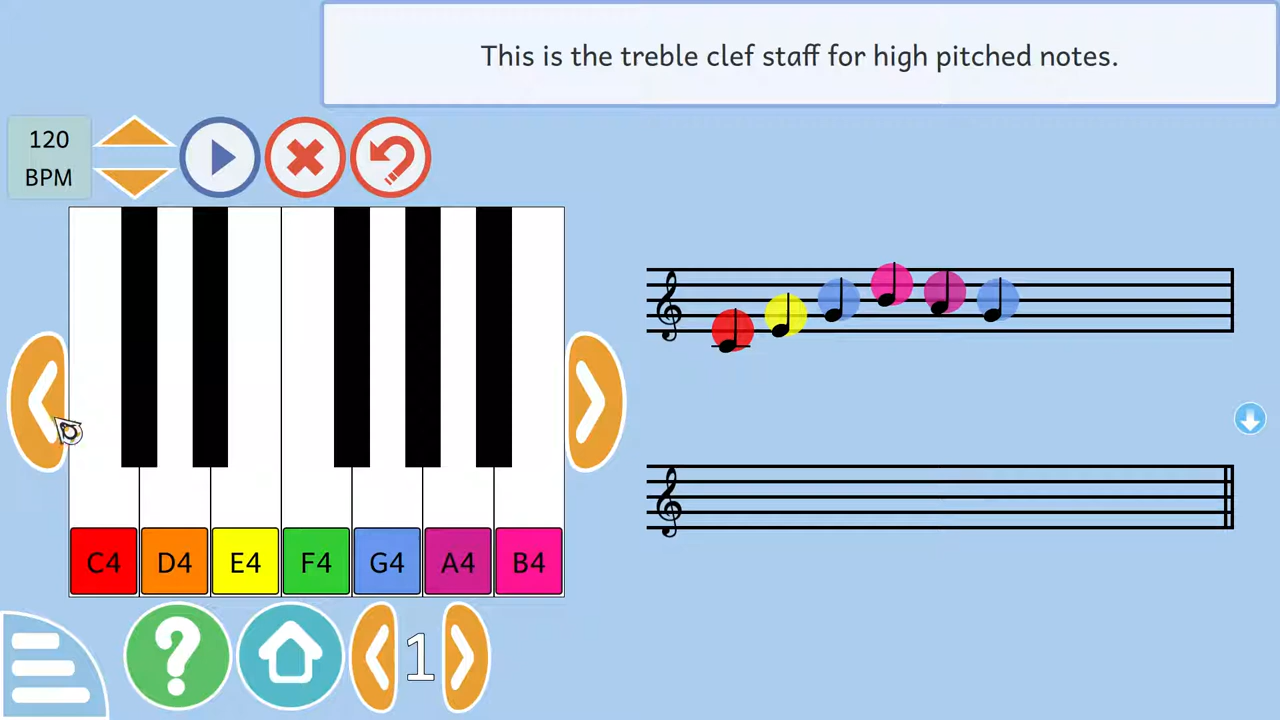 This is the treble clef staff for high pitched notes.
120
BPM
C4 D4 E4 F4 G4 A4 B4
1